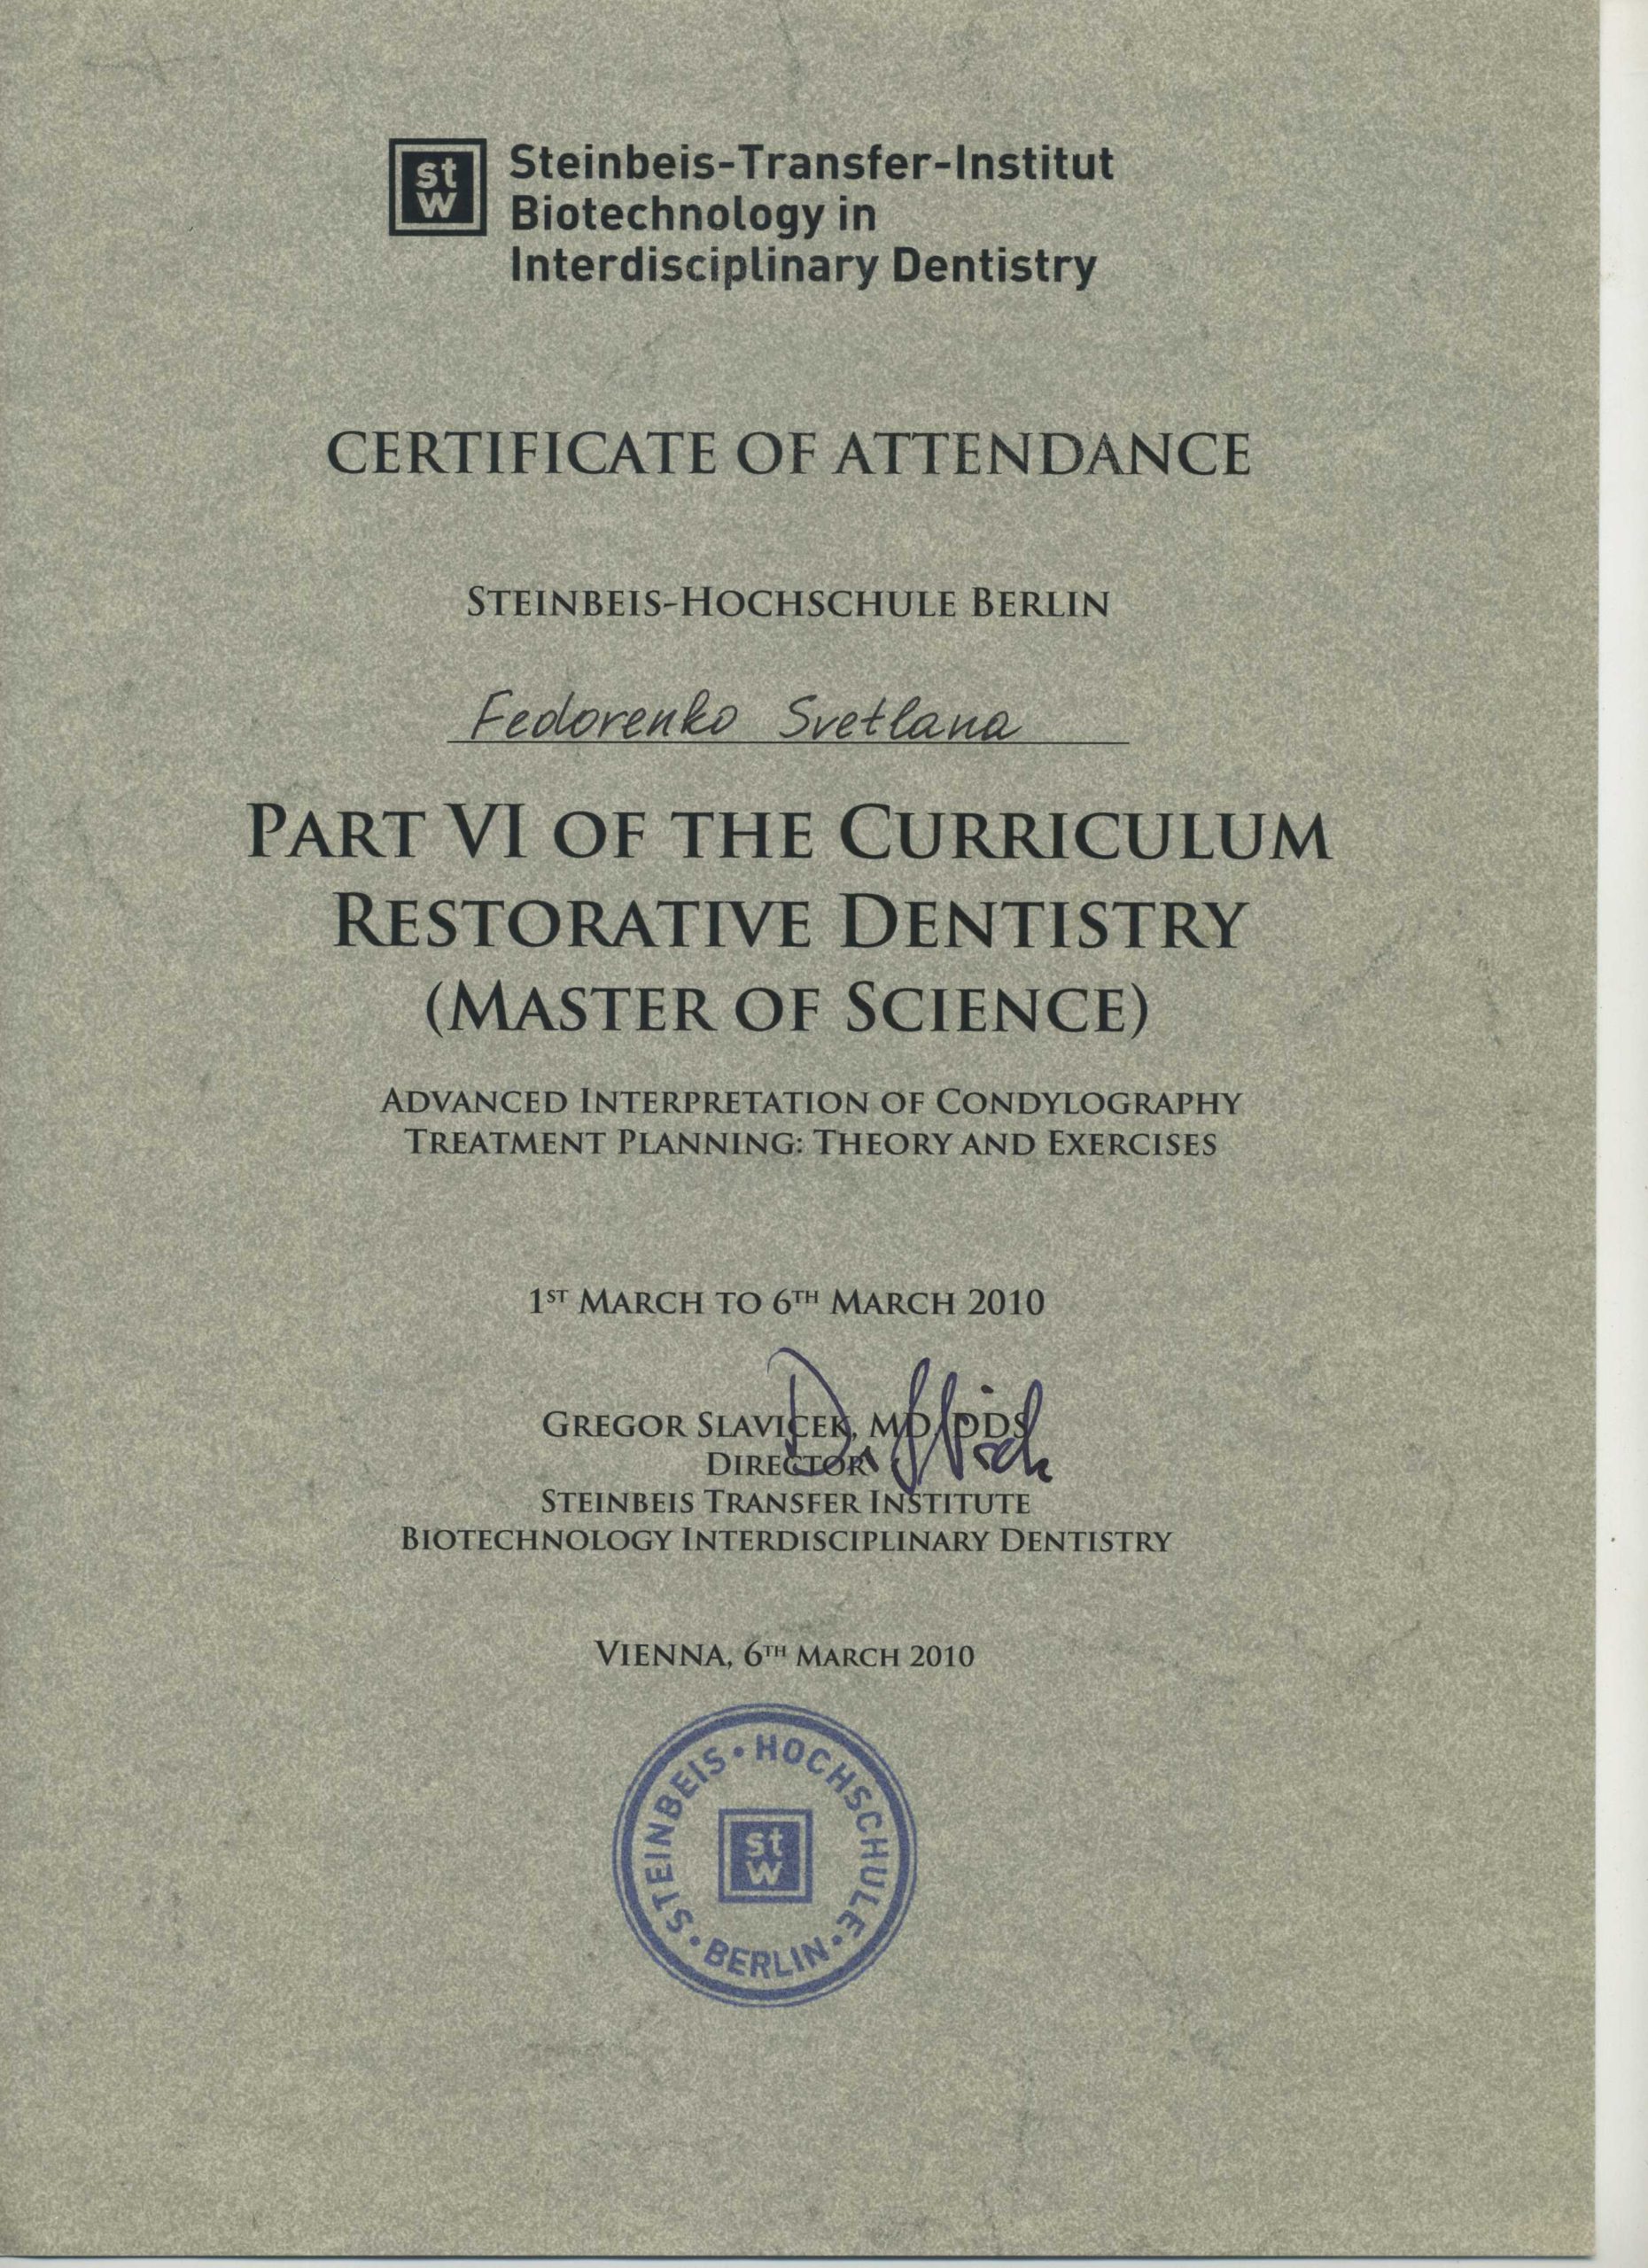 st
w
Steinbeis-Transfer-Institut
Biotechnology in
Interdisciplinary Dentistry
CERTIFICATE OF ATTENDANCE
STEINBEIS-HOCHSCHULE BERLIN
Fedorenko Svetlana
PART VI OF THE CURRICULUM
RESTORATIVE DENTISTRY
(MASTER OF SCIENCE)
ADVANCED INTERPRETATION OF CONDYLOGRAPHY
TREATMENT PLANNING: THEORY AND EXERCISES
1ST MARCH TO 6TH MARCH 2010
GREGOR SLAVICEK, MD, DDS
DIRECTOR
STEINBEIS TRANSFER INSTITUTE
BIOTECHNOLOGY INTERDISCIPLINARY DENTISTRY
VIENNA, 6TH MARCH 2010
STEINBEIS • HOCHSCHULE • BERLIN •
st
w